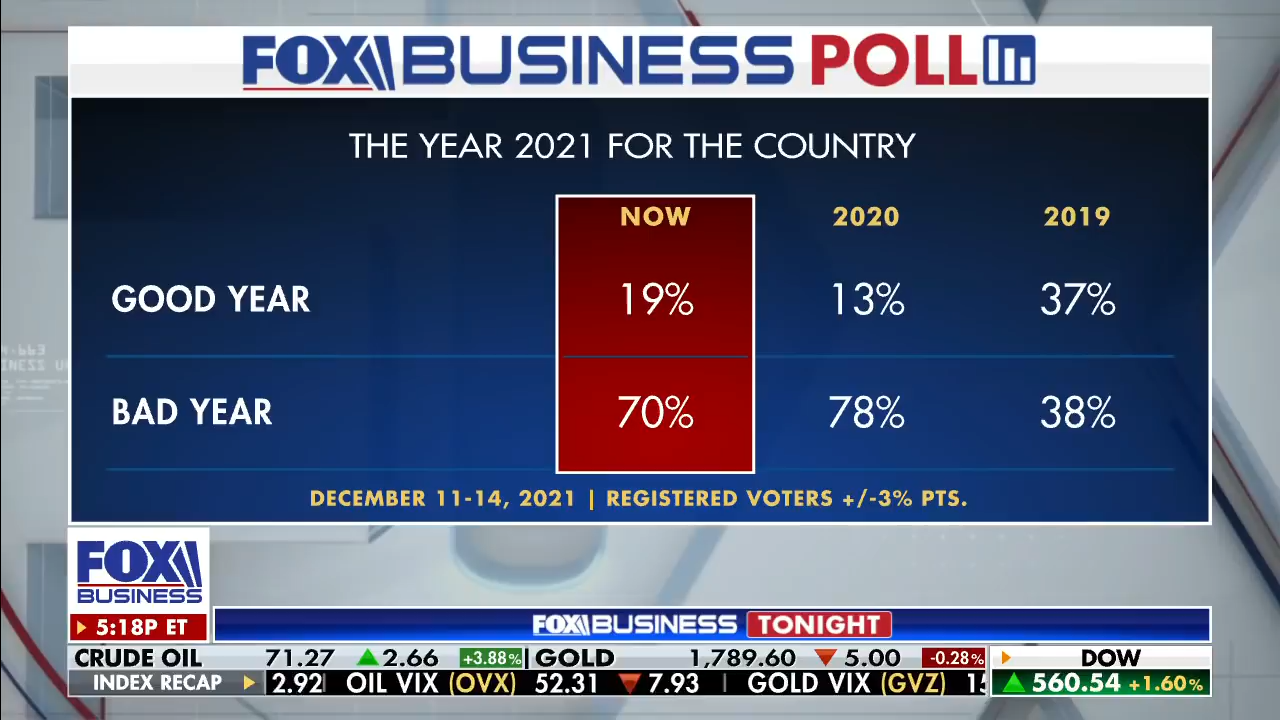 FOX BUSINESS POLL
THE YEAR 2021 FOR THE COUNTRY
NOW 2020 2019
GOOD YEAR 19% 13% 37%
BAD YEAR 70% 78% 38%
DECEMBER 11-14, 2021 | REGISTERED VOTERS +/-3% PTS.
FOX
BUSINESS
5:18P ET
FOX BUSINESS TONIGHT
CRUDE OIL 71.27 2.66 +3.88% GOLD 1,789.60 5.00 -0.28% DOW
INDEX RECAP 2.92 OIL VIX (OVX) 52.31 7.93 | GOLD VIX (GVZ) 560.54 +1.60%